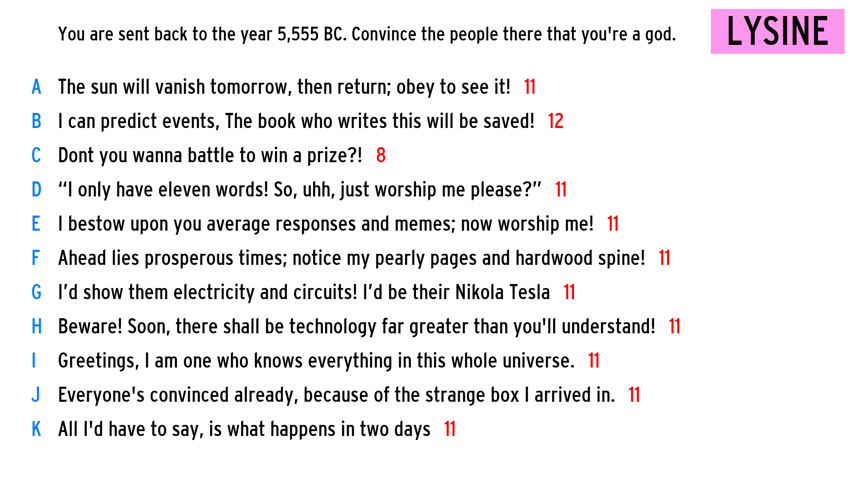 You are sent back to the year 5,555 BC. Convince the people there that you're a god.
LYSINE
A The sun will vanish tomorrow, then return; obey to see it! 11
B I can predict events, The book who writes this will be saved! 12
C Dont you wanna battle to win a prize?! 8
D “I only have eleven words! So, uhh, just worship me please?” 11
E I bestow upon you average responses and memes; now worship me! 11
F Ahead lies prosperous times; notice my pearly pages and hardwood spine! 11
G I’d show them electricity and circuits! I’d be their Nikola Tesla 11
H Beware! Soon, there shall be technology far greater than you'll understand! 11
I Greetings, I am one who knows everything in this whole universe. 11
J Everyone's convinced already, because of the strange box I arrived in. 11
K All I'd have to say, is what happens in two days 11